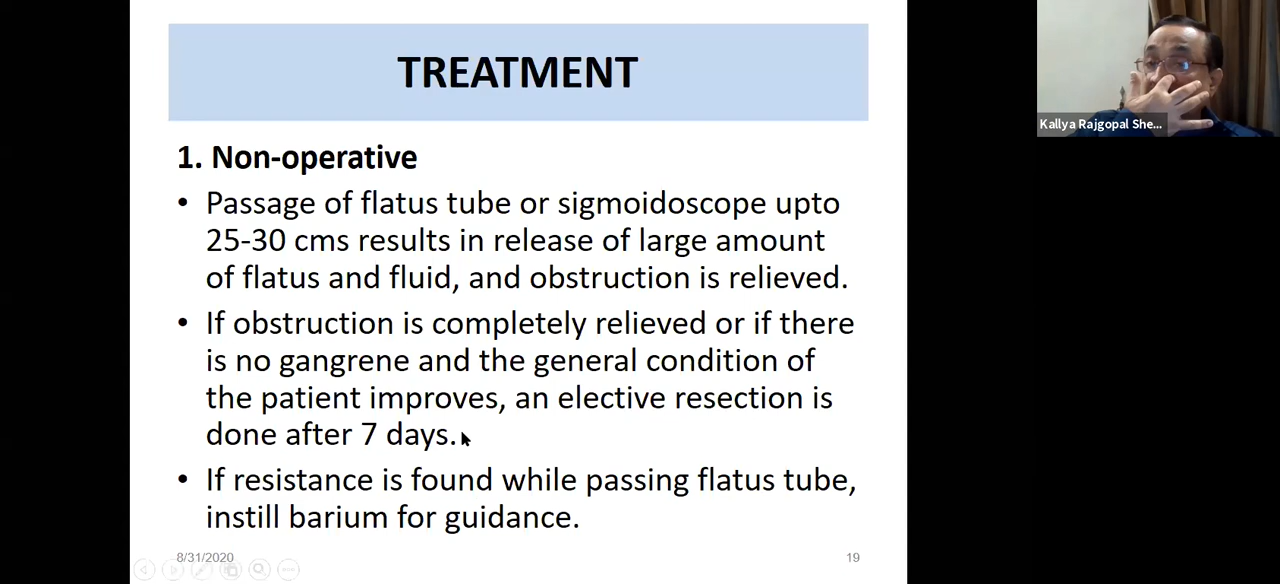 TREATMENT
Kallya Rajgopal She...
1. Non-operative
• Passage of flatus tube or sigmoidoscope upto
25-30 cms results in release of large amount
of flatus and fluid, and obstruction is relieved.
• If obstruction is completely relieved or if there
is no gangrene and the general condition of
the patient improves, an elective resection is
done after 7 days.
• If resistance is found while passing flatus tube,
instill barium for guidance.
8/31/2020
19